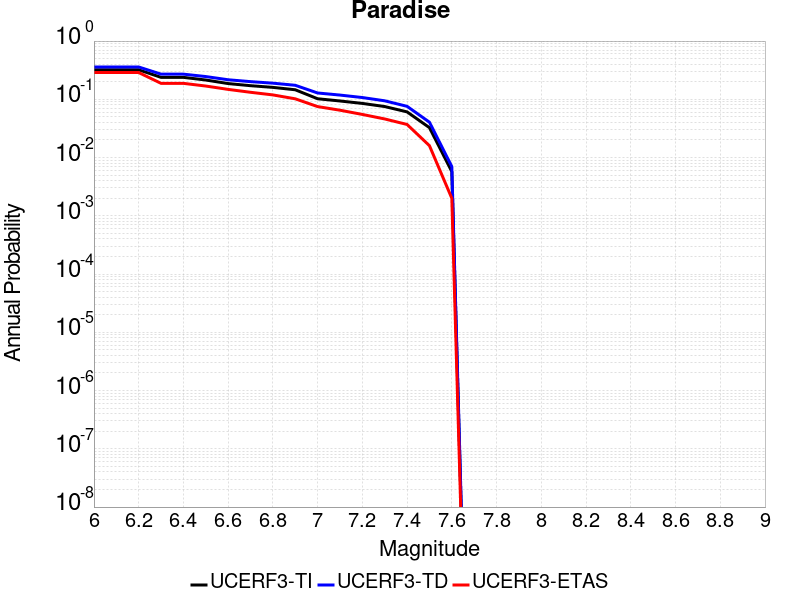 Paradise
10^0
10^-1
10^-2
10^-3
10^-4
10^-5
10^-6
10^-7
10^-8
Annual Probability
6 6.2 6.4 6.6 6.8 7 7.2 7.4 7.6 7.8 8 8.2 8.4 8.6 8.8 9
Magnitude
UCERF3-TI UCERF3-TD UCERF3-ETAS